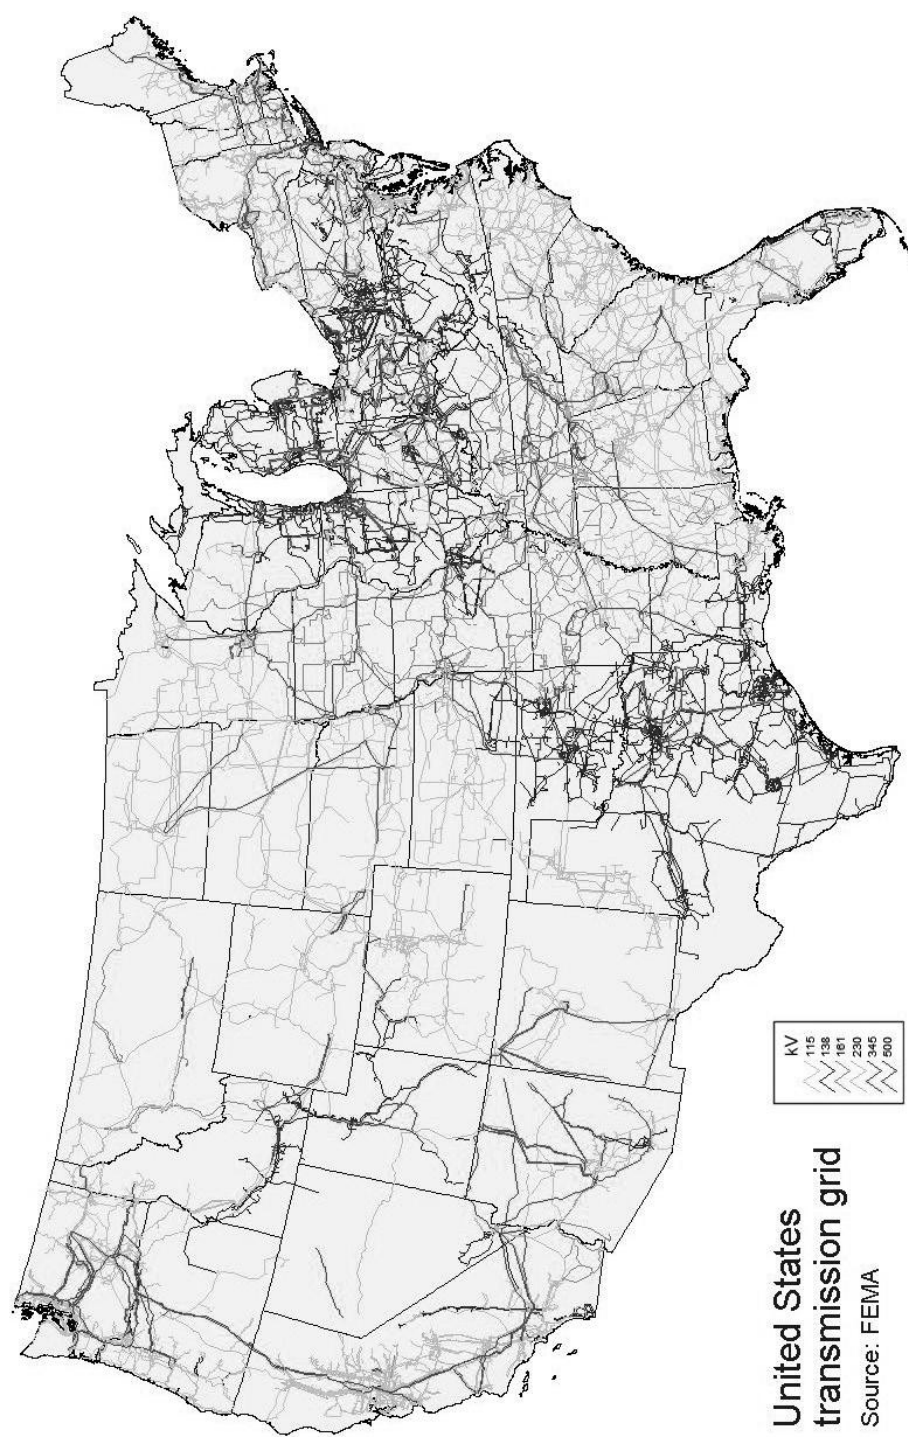 United States
transmission grid
Source: FEMA
kV
115
138
161
230
345
500